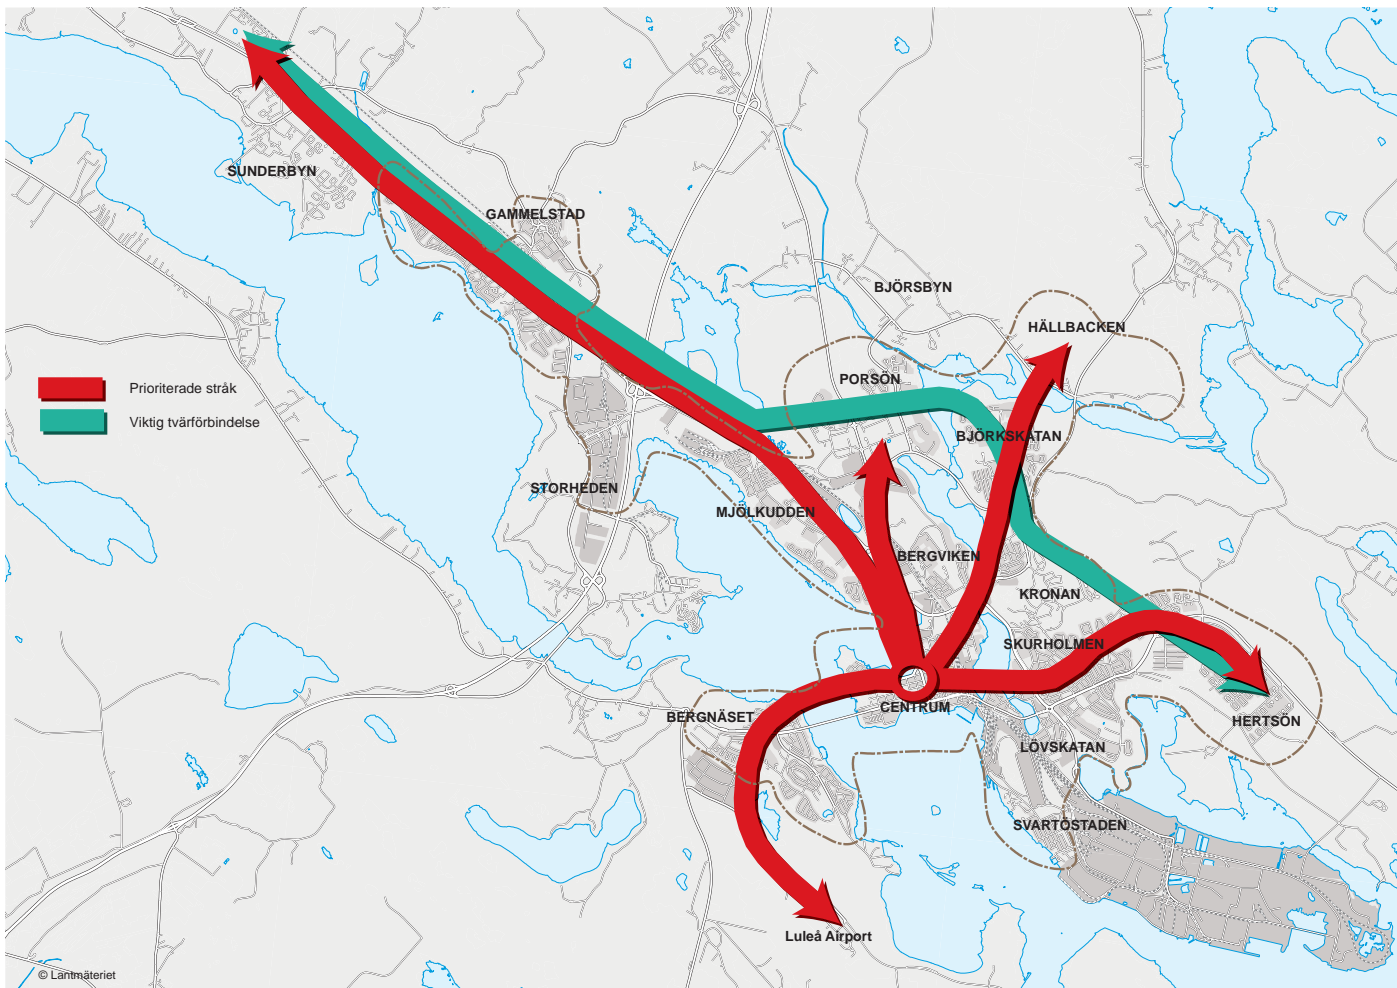 SUNDERBYN
GAMMELSTAD
BJÖRSBYN
HÄLLBACKEN
PORSÖN
Prioriterade stråk
Viktig tvärförbindelse
BJÖRKSKATAN
STORHEDEN
MJÖLKUDDEN
BERGVIKEN
KRONAN
SKURHOLMEN
CENTRUM
BERGNÄSET
HERTSÖN
LÖVSKATAN
SVARTÖSTADEN
Luleå Airport
© Lantmäteriet